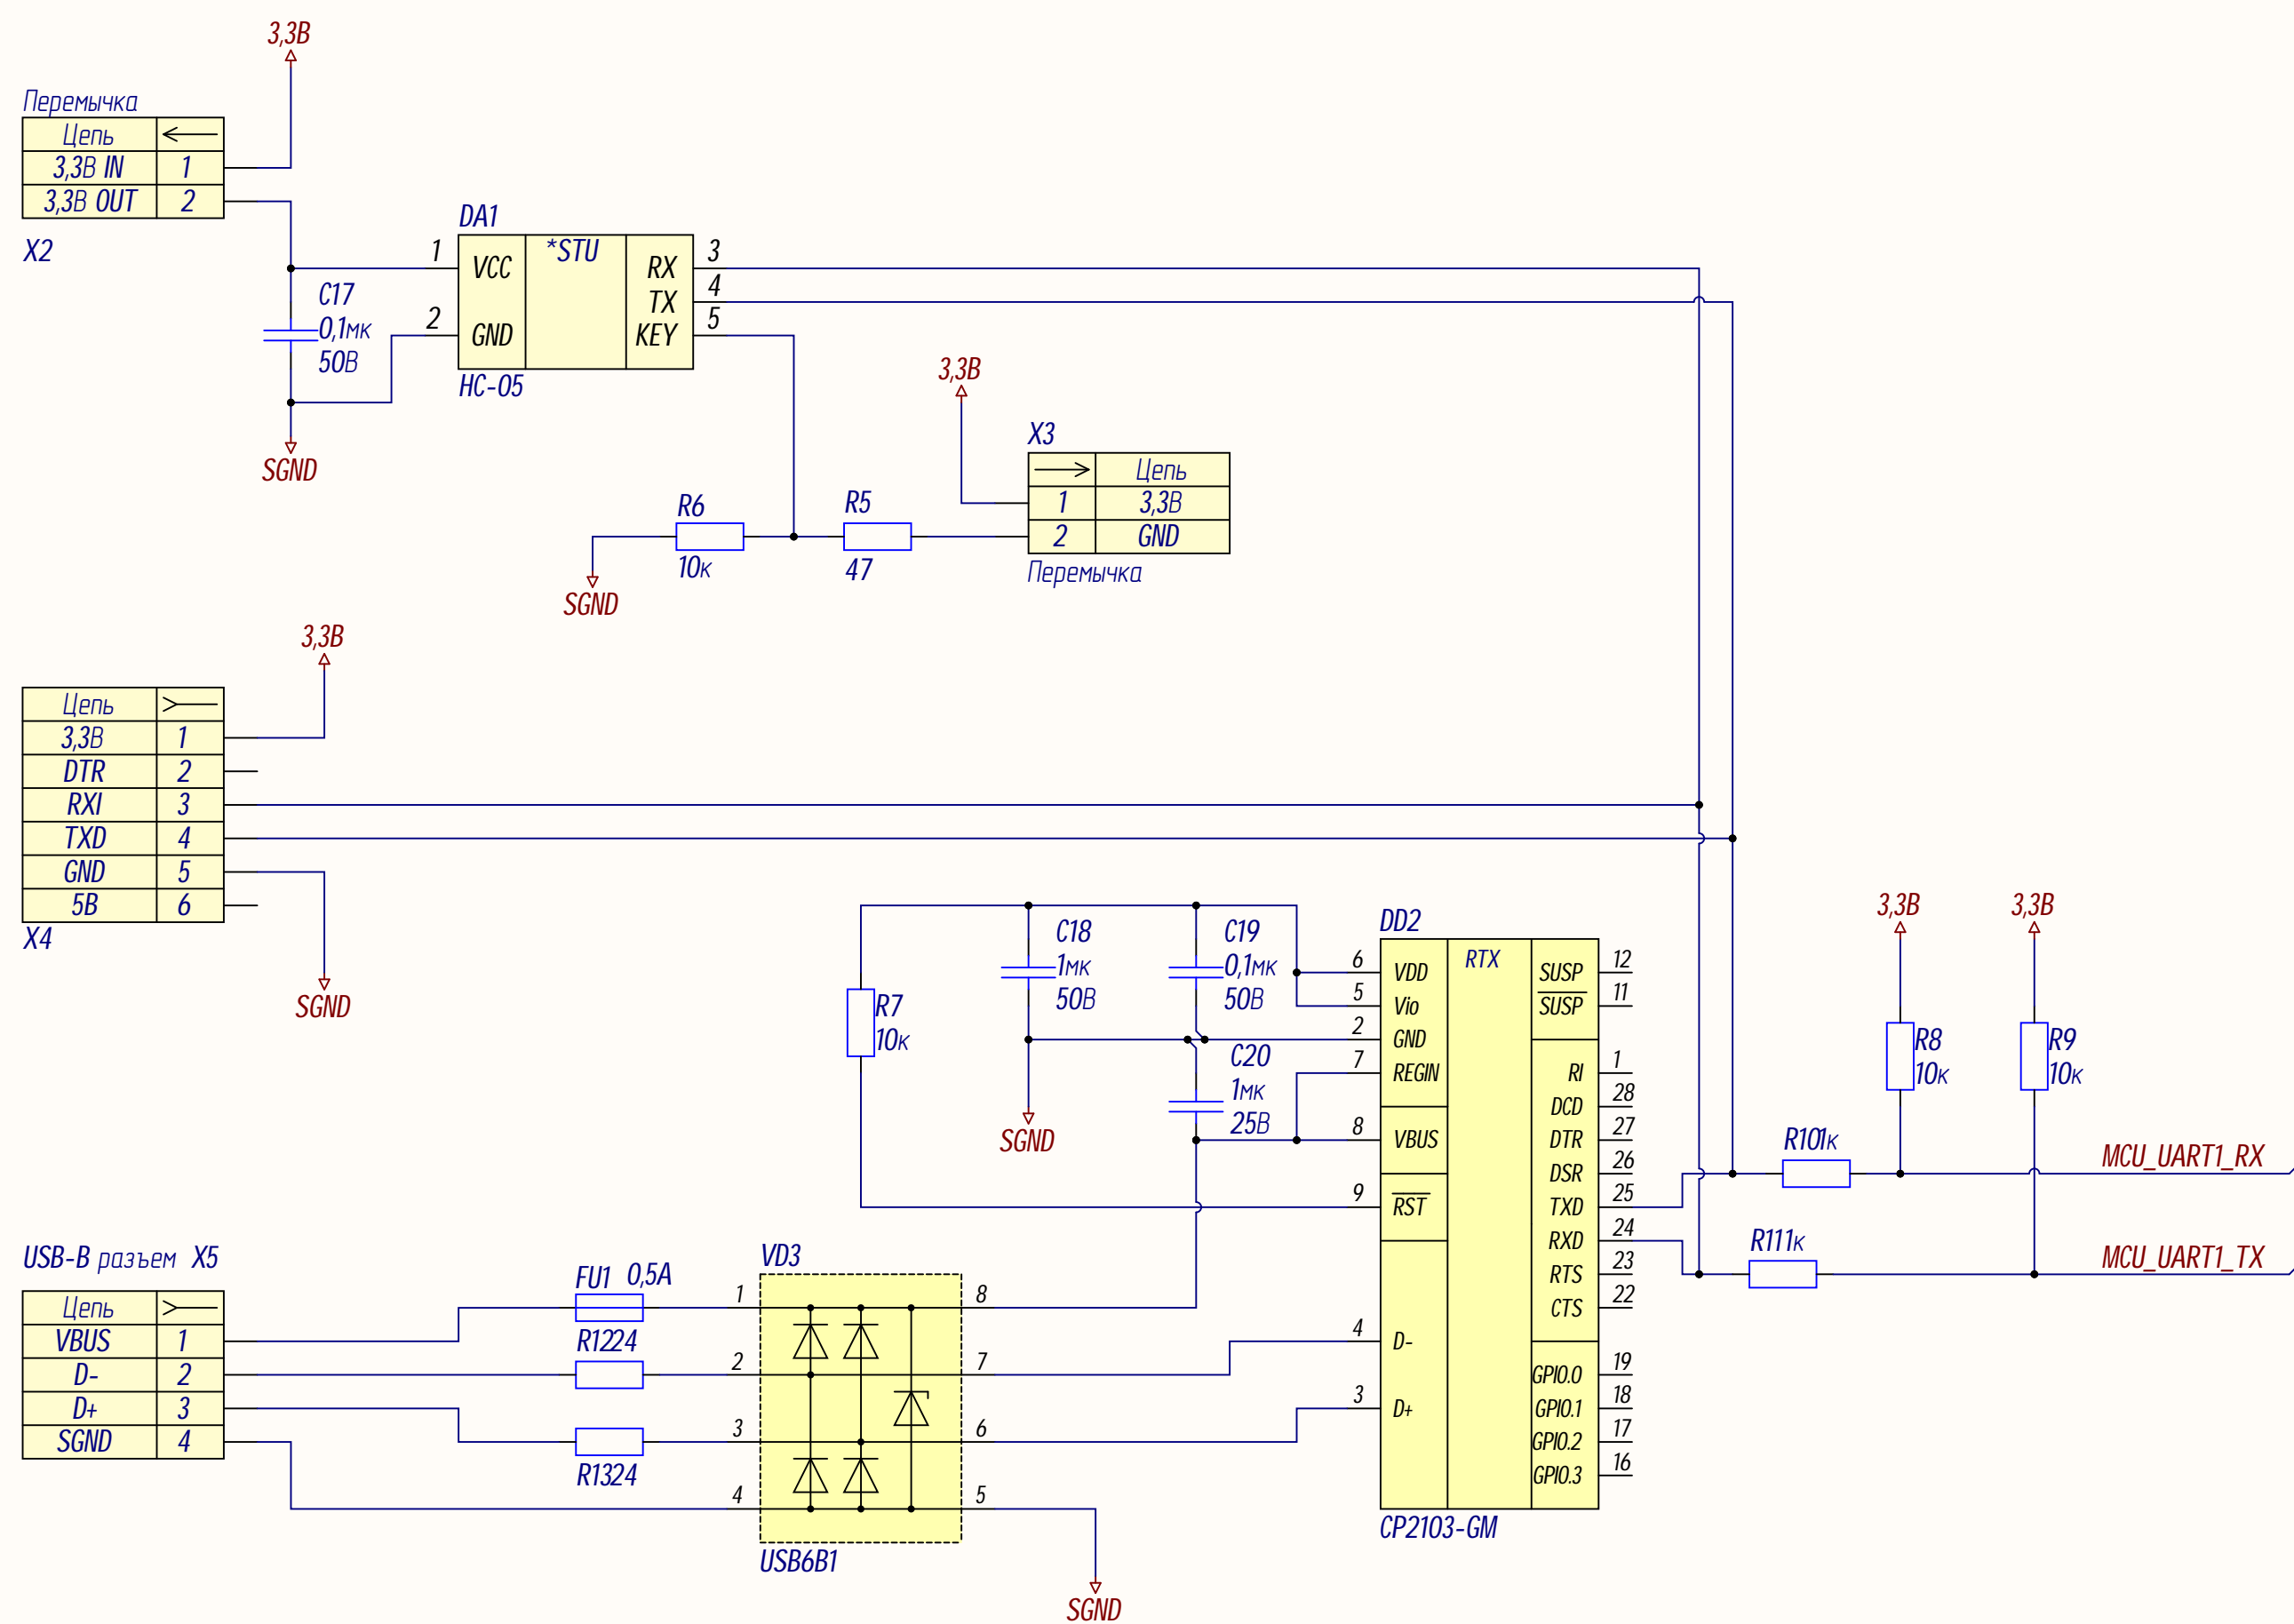 3,3В
Перемычка
Цепь
3,3В IN 1
3,3В OUT 2
X2
DA1
1 VCC *STU RX 3
TX 4
2 GND KEY 5
HC-05
C17
0,1мк
50В
SGND
3,3В
X3
Цепь
1 3,3В
2 GND
Перемычка
R6
10к
R5
47
SGND
3,3В
Цепь
3,3В 1
DTR 2
RXI 3
TXD 4
GND 5
5В 6
X4
SGND
C18
1мк
50В
C19
0,1мк
50В
R7
10к
C20
1мк
25В
SGND
DD2
RTX
6 VDD SUSP 12
5 Vio SUSP 11
2 GND
7 REGIN RI 1
DCD 28
8 VBUS DTR 27
DSR 26
9 RST TXD 25
RXD 24
RTS 23
CTS 22
4 D-
GPIO.0 19
3 D+ GPIO.1 18
GPIO.2 17
GPIO.3 16
CP2103-GM
3,3В
3,3В
R8
10к
R9
10к
R101к
MCU_UART1_RX
R111к
MCU_UART1_TX
USB-B разъем X5
Цепь
VBUS 1
D- 2
D+ 3
SGND 4
FU1 0,5А
R1224
R1324
VD3
1 8
2 7
3 6
4 5
USB6B1
SGND